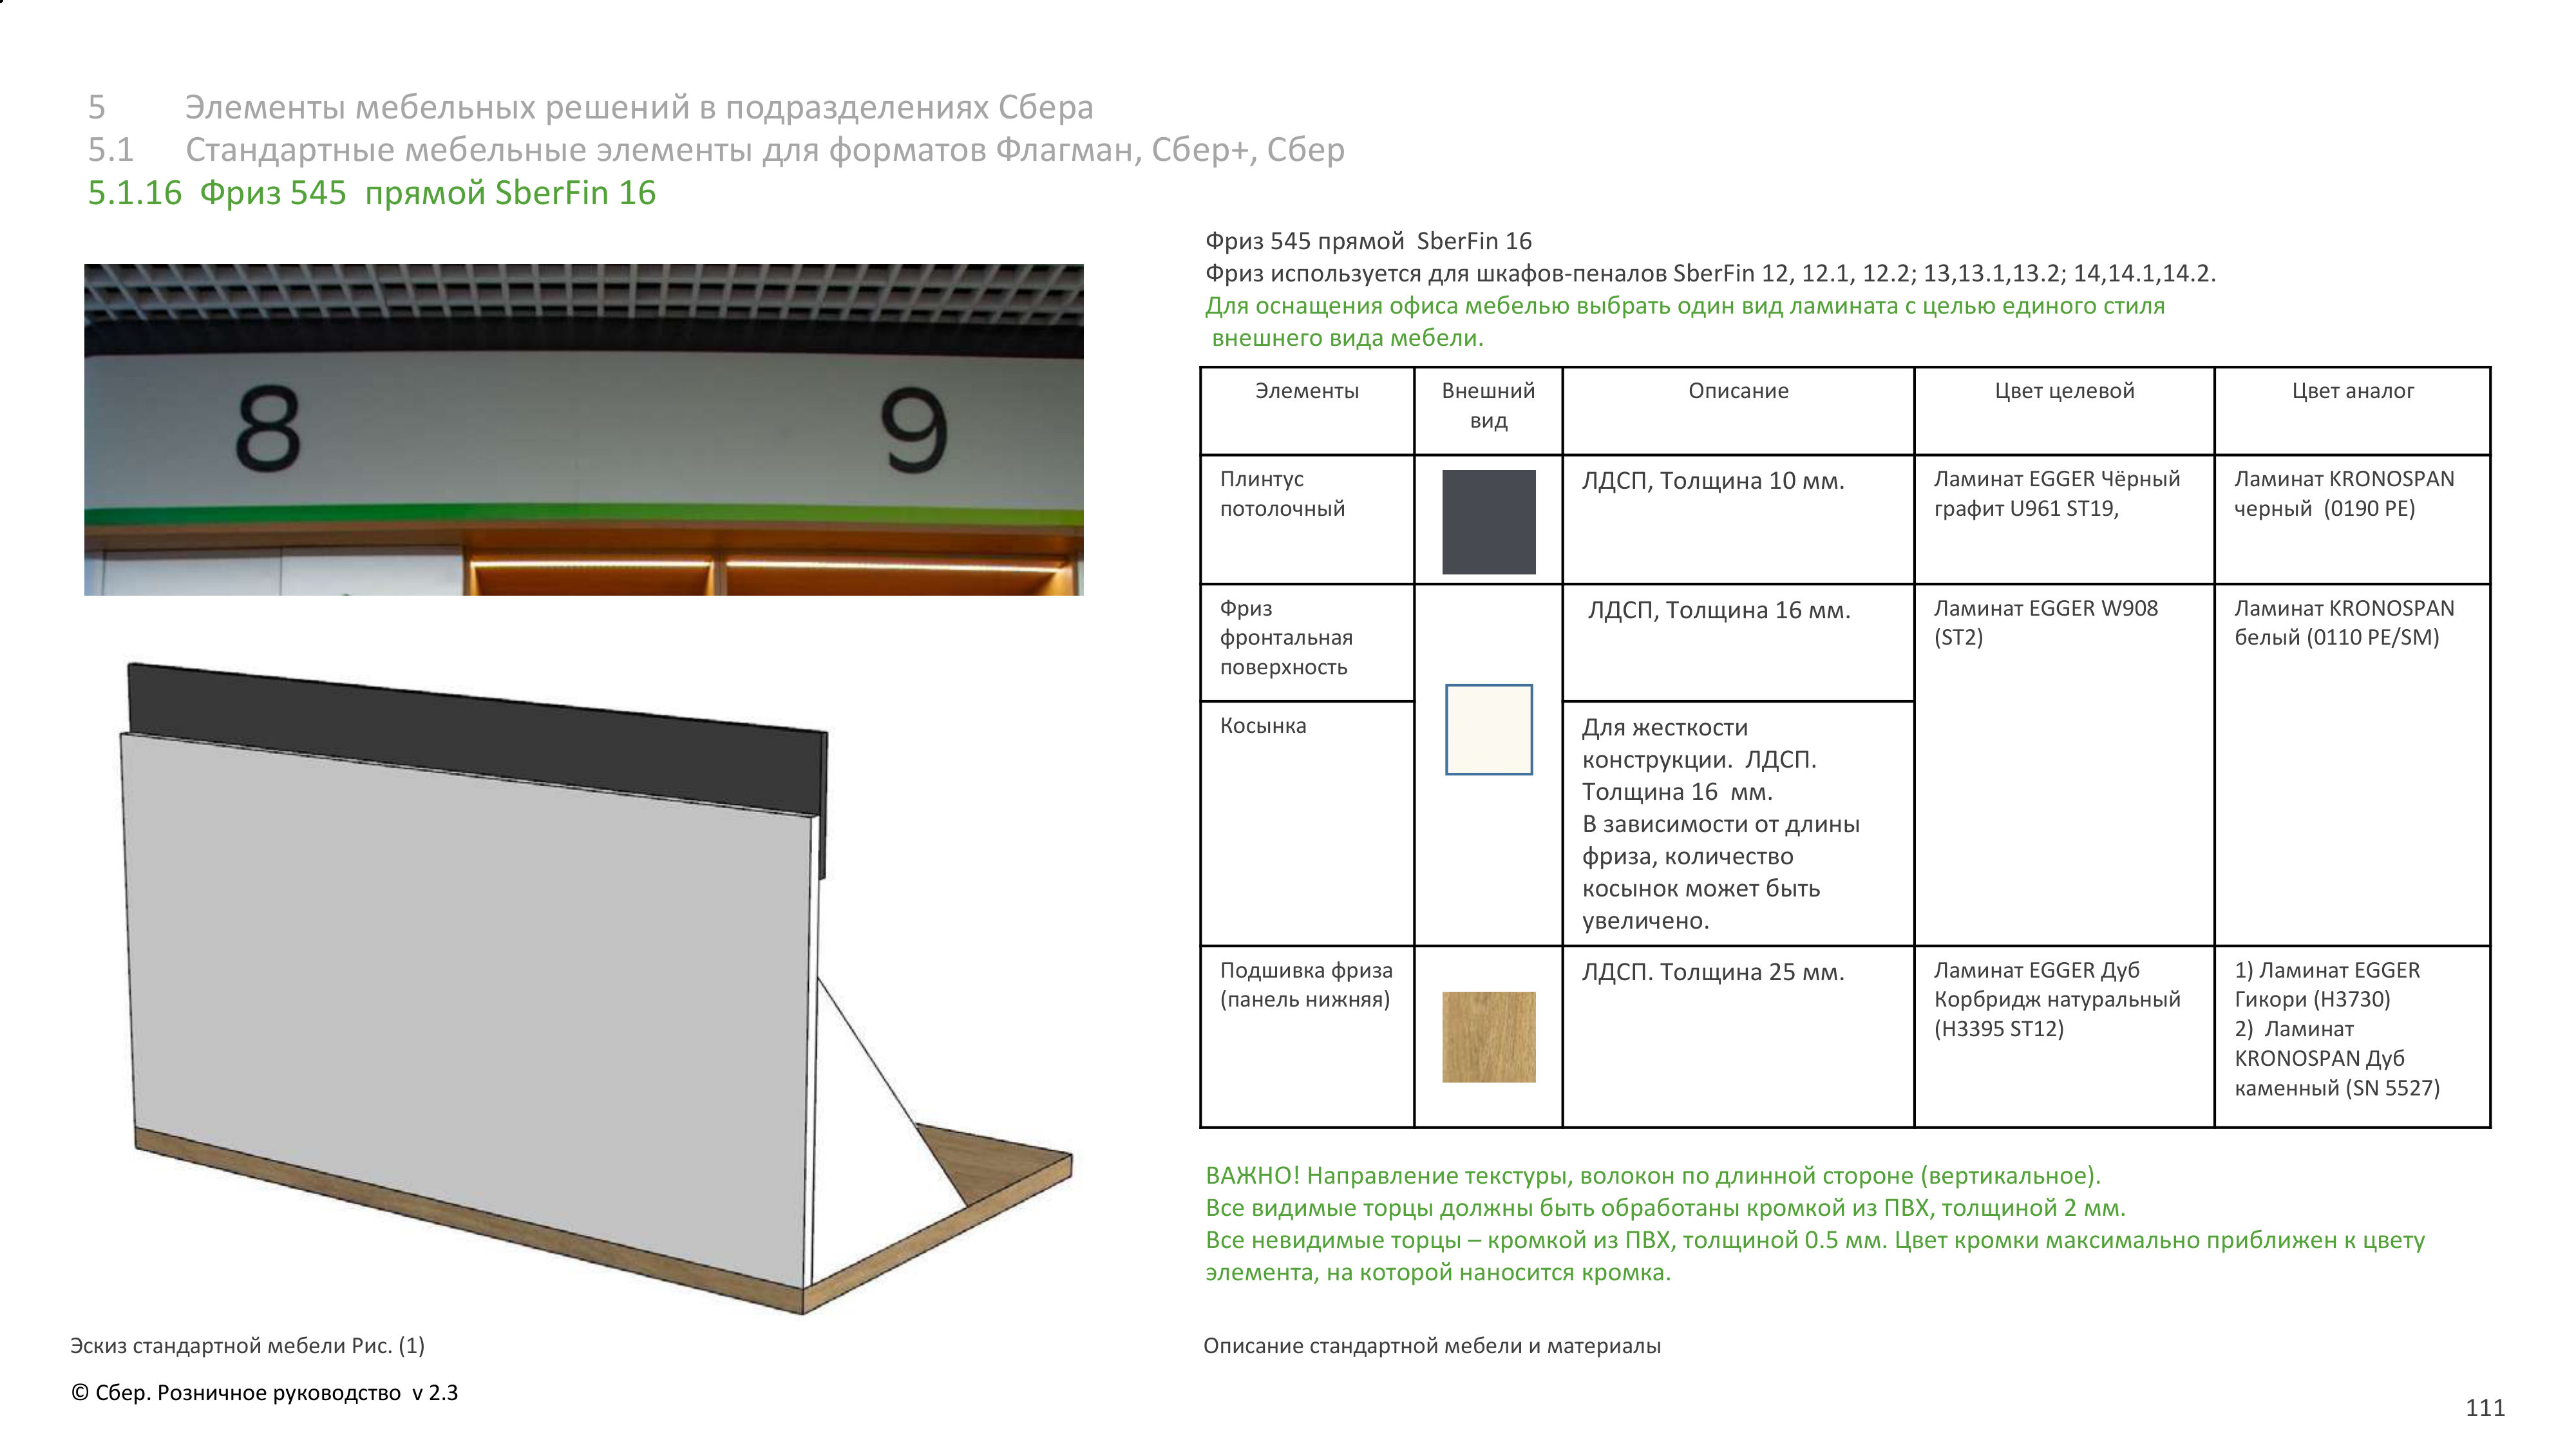 5 Элементы мебельных решений в подразделениях Сбера
5.1 Стандартные мебельные элементы для форматов Флагман, Сбер+, Сбер
5.1.16 Фриз 545 прямой SberFin 16
8 9
Эскиз стандартной мебели Рис. (1)
Фриз 545 прямой SberFin 16
Фриз используется для шкафов-пеналов SberFin 12, 12.1, 12.2; 13,13.1,13.2; 14,14.1,14.2.
Для оснащения офиса мебелью выбрать один вид ламината с целью единого стиля
внешнего вида мебели.
Элементы
Внешний
вид
Описание
Цвет целевой
Цвет аналог
Плинтус
потолочный
ЛДСП, Толщина 10 мм.
Ламинат EGGER Чёрный
графит U961 ST19,
Ламинат KRONOSPAN
черный (0190 PE)
Фриз
фронтальная
поверхность
ЛДСП, Толщина 16 мм.
Ламинат EGGER W908
(ST2)
Ламинат KRONOSPAN
белый (0110 PE/SM)
Косынка
Для жесткости
конструкции. ЛДСП.
Толщина 16 мм.
В зависимости от длины
фриза, количество
косынок может быть
увеличено.
Подшивка фриза
(панель нижняя)
ЛДСП. Толщина 25 мм.
Ламинат EGGER Дуб
Корбридж натуральный
(H3395 ST12)
1) Ламинат EGGER
Гикори (H3730)
2) Ламинат
KRONOSPAN Дуб
каменный (SN 5527)
ВАЖНО! Направление текстуры, волокон по длинной стороне (вертикальное).
Все видимые торцы должны быть обработаны кромкой из ПВХ, толщиной 2 мм.
Все невидимые торцы – кромкой из ПВХ, толщиной 0.5 мм. Цвет кромки максимально приближен к цвету
элемента, на которой наносится кромка.
Описание стандартной мебели и материалы
© Сбер. Розничное руководство v 2.3
111